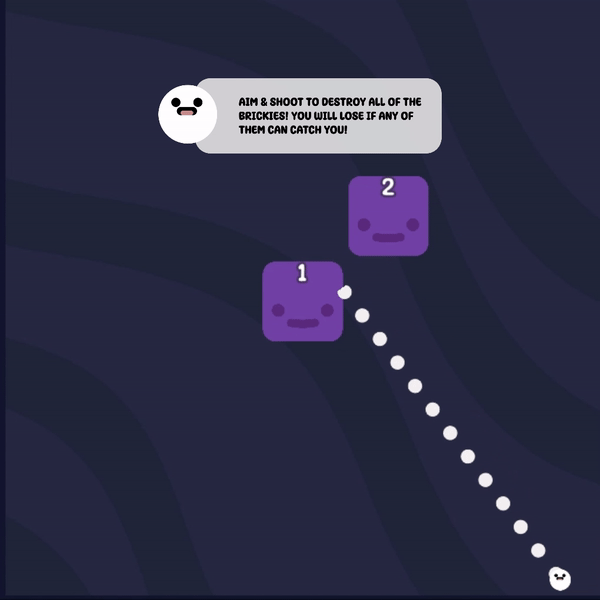 AIM & SHOOT TO DESTROY ALL OF THE
BRICKIES! YOU WILL LOSE IF ANY OF
THEM CAN CATCH YOU!
2
1